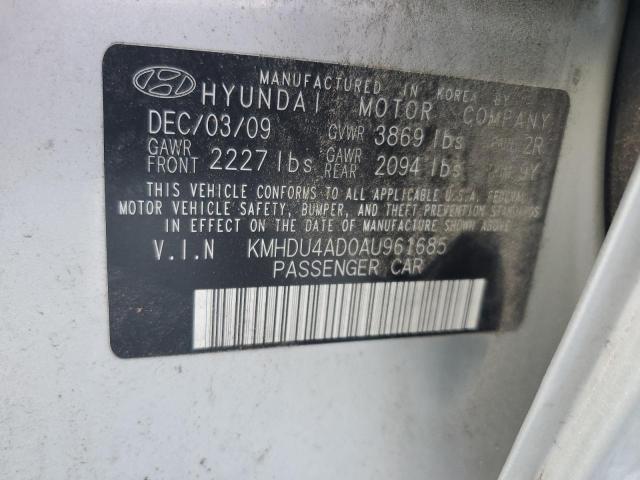 MANUFACTURED IN KOREA BY
HYUNDAI MOTOR COMPANY
DEC/03/09 GVWR 3869 lbs 2R
GAWR FRONT 2227 lbs GAWR REAR 2094 lbs 9Y
THIS VEHICLE CONFORMS TO ALL APPLICABLE U.S.A. FEDERAL
MOTOR VEHICLE SAFETY, BUMPER, AND THEFT PREVENTION STANDARDS
IN EFFECT ON THE DATE OF MANUFACTURE SHOWN ABOVE
V.I.N KMHDU4AD0AU961685
PASSENGER CAR